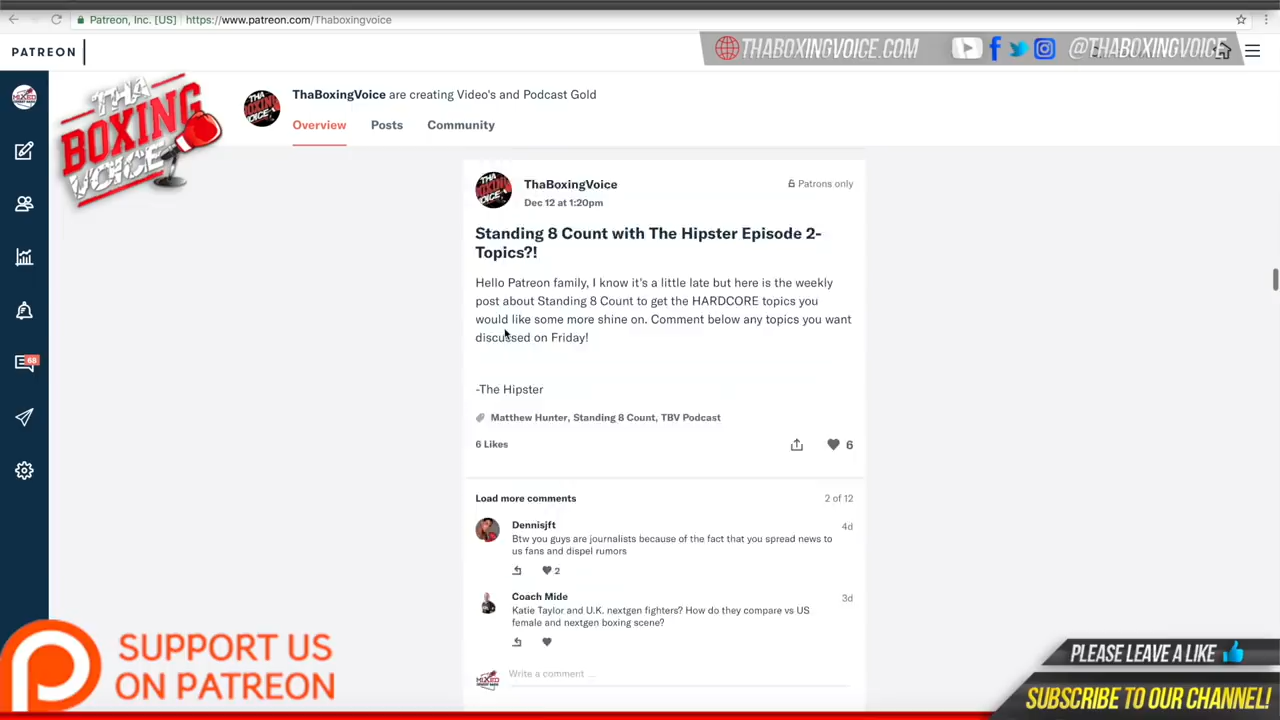 Patreon, Inc. [US] https://www.patreon.com/Thaboxingvoice
PATREON
THABOXINGVOICE.COM @THABOXINGVOICE
THA BOXING VOICE
ThaBoxingVoice are creating Video's and Podcast Gold
Overview Posts Community
68
ThaBoxingVoice
Patrons only
Dec 12 at 1:20pm
Standing 8 Count with The Hipster Episode 2-
Topics?!
Hello Patreon family, I know it's a little late but here is the weekly
post about Standing 8 Count to get the HARDCORE topics you
would like some more shine on. Comment below any topics you want
discussed on Friday!
-The Hipster
Matthew Hunter, Standing 8 Count, TBV Podcast
6 Likes 6
Load more comments 2 of 12
Dennisjft 4d
Btw you guys are journalists because of the fact that you spread news to
us fans and dispel rumors
2
Coach Mide 3d
Katie Taylor and U.K. nextgen fighters? How do they compare vs US
female and nextgen boxing scene?
Write a comment ...
SUPPORT US
ON PATREON
PLEASE LEAVE A LIKE
SUBSCRIBE TO OUR CHANNEL!